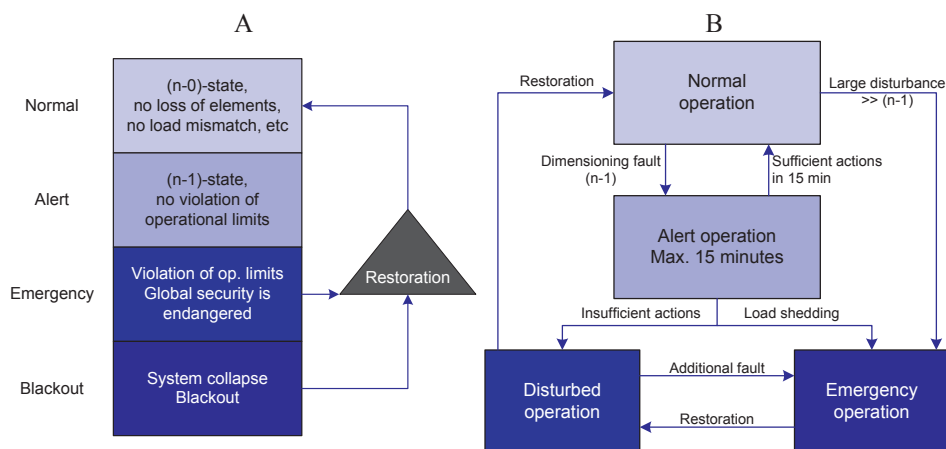 A
Normal
(n-0)-state,
no loss of elements,
no load mismatch, etc
Alert
(n-1)-state,
no violation of
operational limits
Emergency
Violation of op. limits
Global security is
endangered
Restoration
Blackout
System collapse
Blackout
B
Restoration
Normal
operation
Large disturbance
>> (n-1)
Dimensioning fault
(n-1)
Sufficient actions
in 15 min
Alert operation
Max. 15 minutes
Insufficient actions
Load shedding
Disturbed
operation
Additional fault
Restoration
Emergency
operation